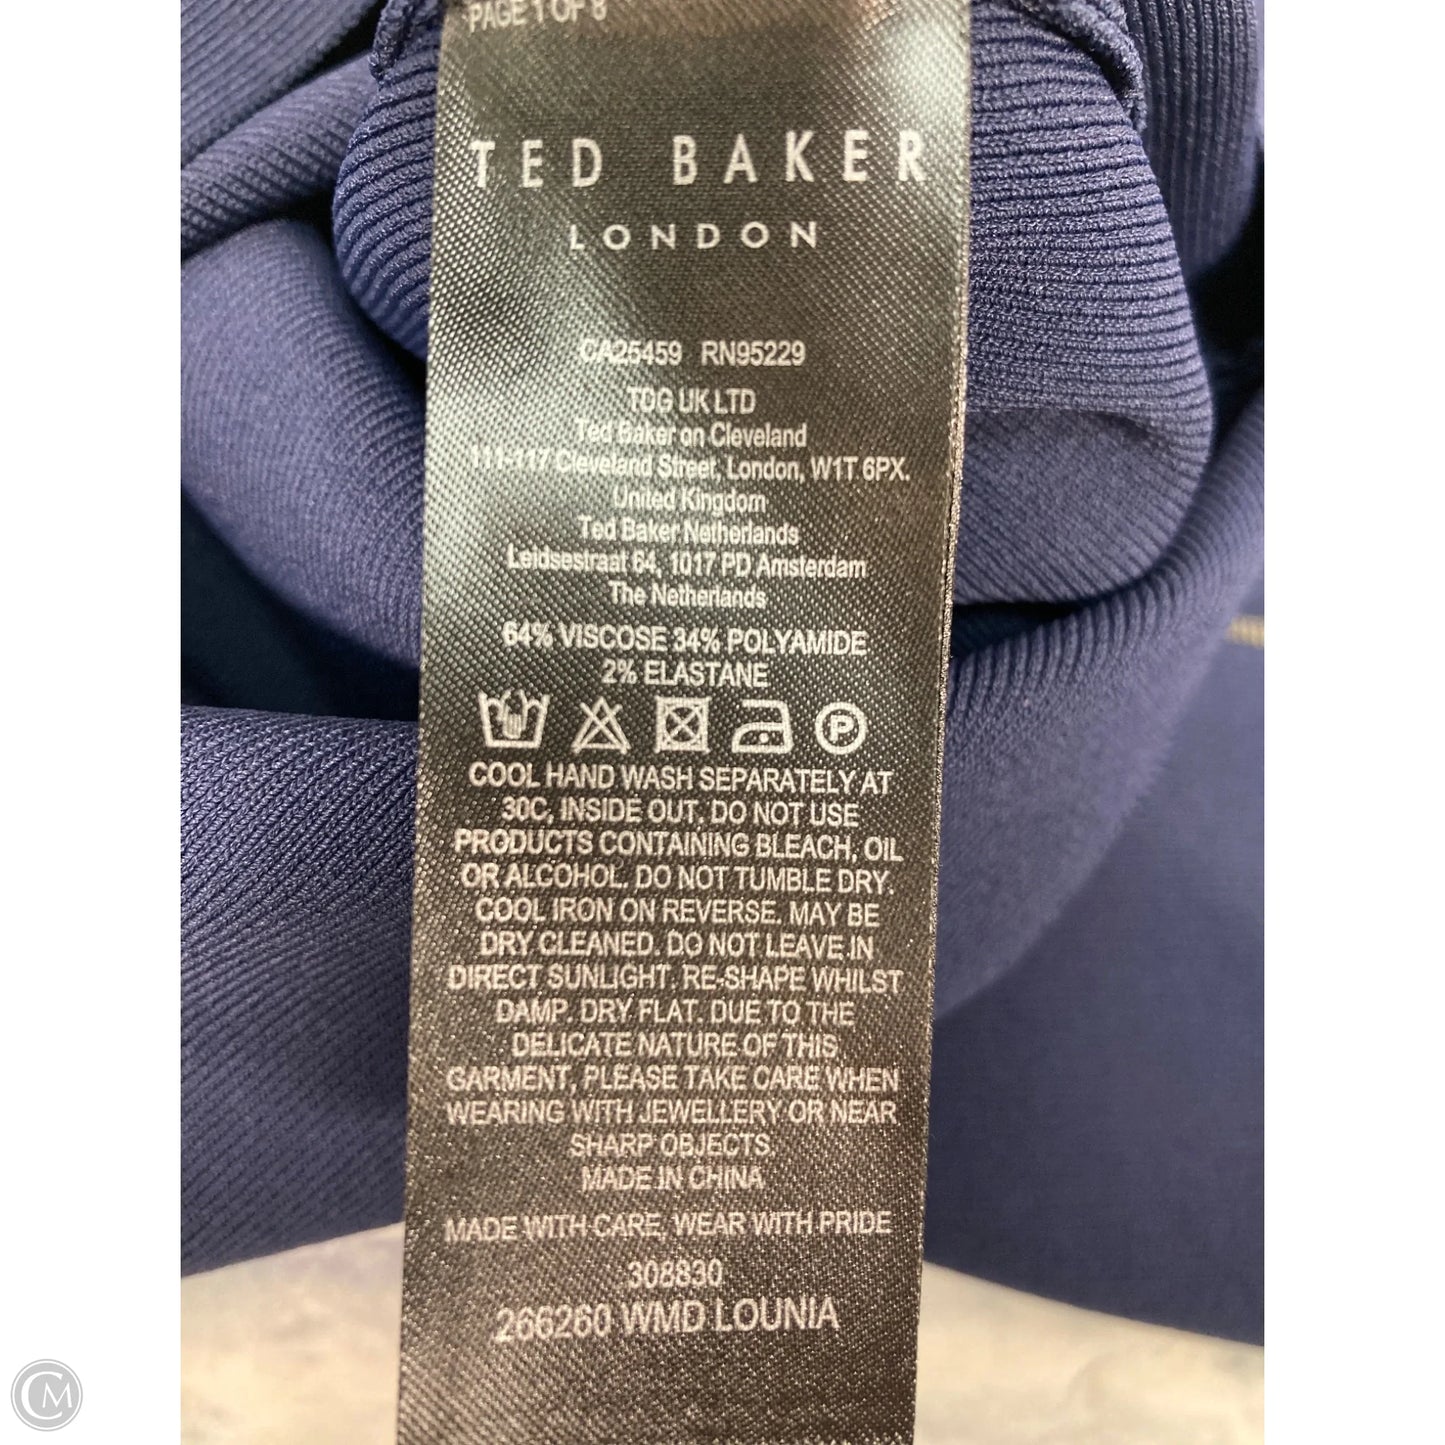 PAGE 1 OF 8
TED BAKER
LONDON
CA25459 RN95229
TDG UK LTD
Ted Baker on Cleveland
111-117 Cleveland Street, London, W1T 6PX.
United Kingdom
Ted Baker Netherlands
Leidsestraat 64, 1017 PD Amsterdam
The Netherlands
64% VISCOSE 34% POLYAMIDE
2% ELASTANE
P
COOL HAND WASH SEPARATELY AT
30C, INSIDE OUT. DO NOT USE
PRODUCTS CONTAINING BLEACH, OIL
OR ALCOHOL. DO NOT TUMBLE DRY.
COOL IRON ON REVERSE. MAY BE
DRY CLEANED. DO NOT LEAVE IN
DIRECT SUNLIGHT. RE-SHAPE WHILST
DAMP. DRY FLAT. DUE TO THE
DELICATE NATURE OF THIS
GARMENT, PLEASE TAKE CARE WHEN
WEARING WITH JEWELLERY OR NEAR
SHARP OBJECTS.
MADE IN CHINA
MADE WITH CARE, WEAR WITH PRIDE
308830
266260 WMD LOUNIA
CM